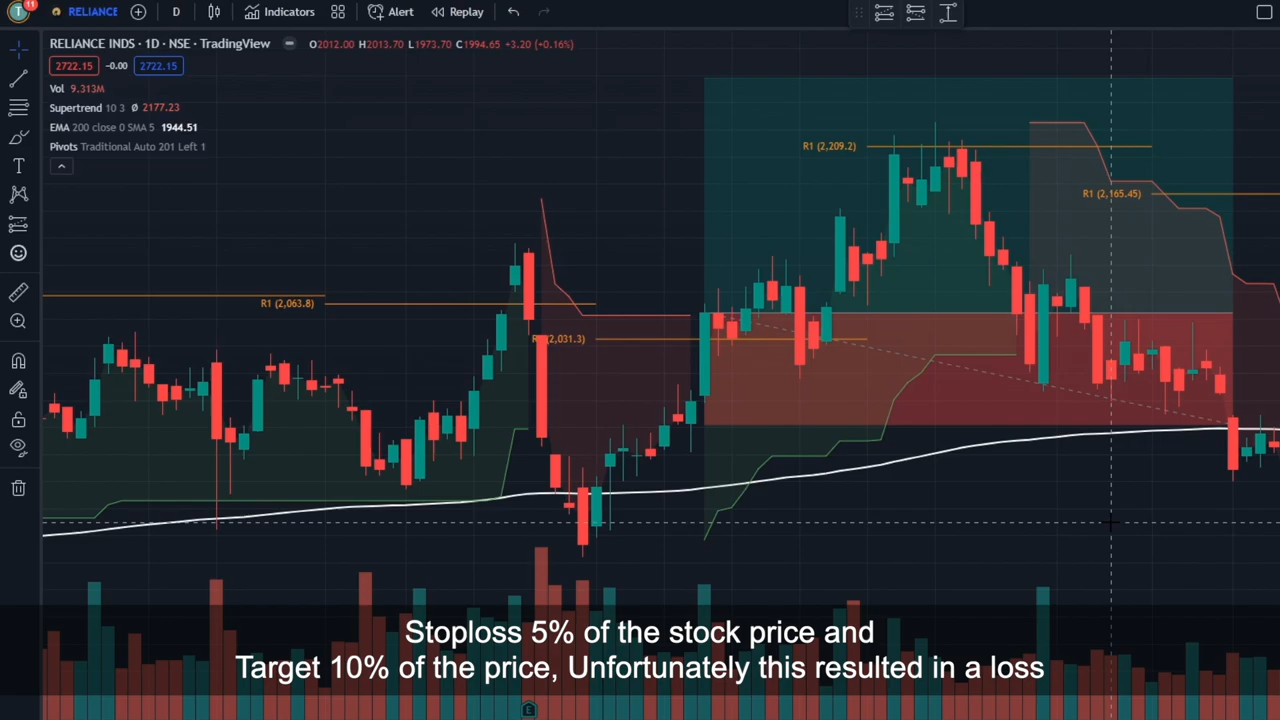 T 11 RELIANCE D Indicators Alert Replay
RELIANCE INDS · 1D · NSE · TradingView O2012.00 H2013.70 L1973.70 C1994.65 +3.20 (+0.16%)
2722.15 -0.00 2722.15
Vol 9.313M
Supertrend 10 3 Ø 2177.23
EMA 200 close 0 SMA 5 1944.51
Pivots Traditional Auto 201 Left 1
R1 (2,209.2)
R1 (2,165.45)
R1 (2,063.8)
R1 (2,031.3)
Stoploss 5% of the stock price and
Target 10% of the price, Unfortunately this resulted in a loss
E